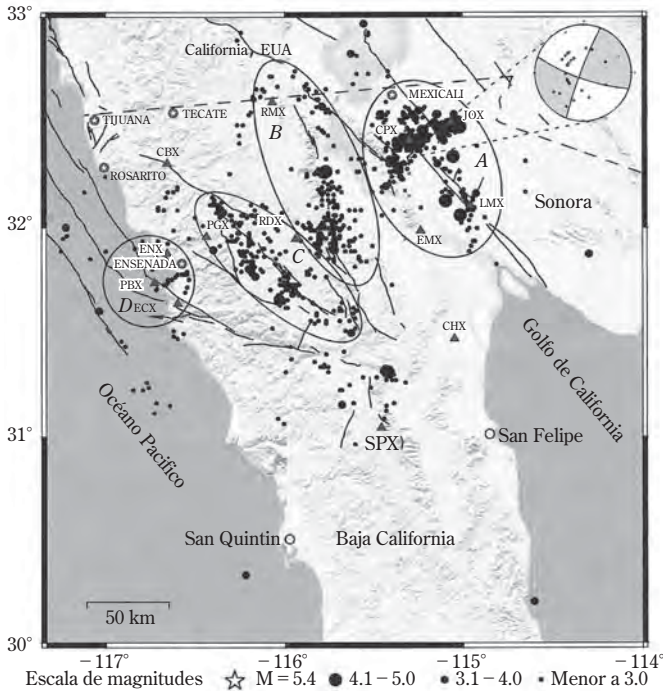 33°
California, EUA
MEXICALI
RMX
B
TIJUANA
TECATE
CPX
JOX
CBX
A
ROSARITO
LMX
Sonora
32°
PGX
RDX
EMX
ENX
C
ENSENADA
PBX
D
ECX
CHX
Golfo de California
Océano Pacifico
31°
SPX
San Felipe
San Quintin
Baja California
50 km
30°
−117°
−116°
−115°
−114°
Escala de magnitudes
M = 5.4
4.1 − 5.0
3.1 − 4.0
Menor a 3.0